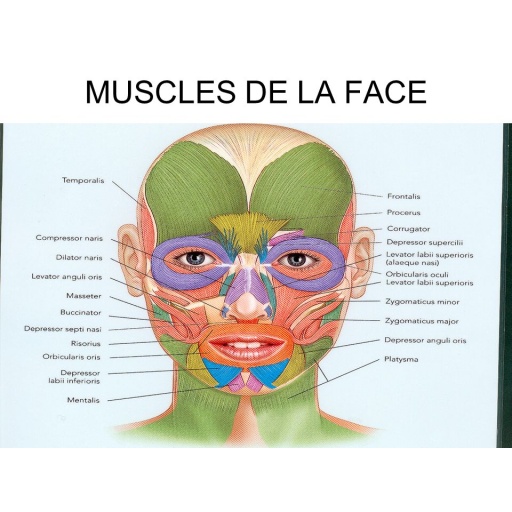 MUSCLES DE LA FACE
Temporalis
Compressor naris
Dilator naris
Levator anguli oris
Masseter
Buccinator
Depressor septi nasi
Risorius
Orbicularis oris
Depressor
labii inferioris
Mentalis
Frontalis
Procerus
Corrugator
Depressor supercilii
Levator labii superioris
(alaeque nasi)
Orbicularis oculi
Levator labii superioris
Zygomaticus minor
Zygomaticus major
Depressor anguli oris
Platysma